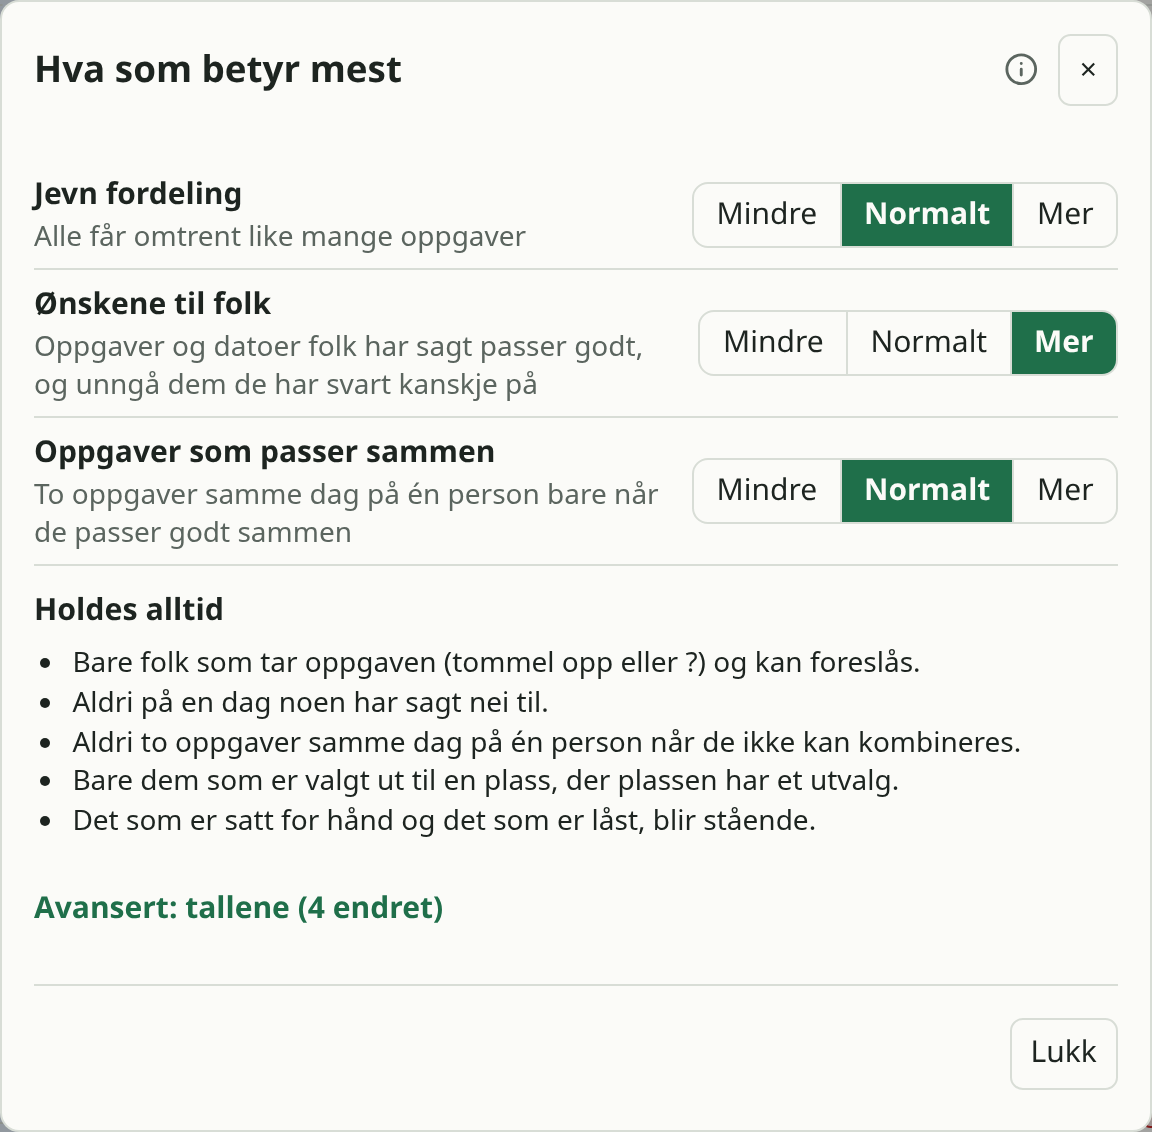 Hva som betyr mest
×
Jevn fordeling
Alle får omtrent like mange oppgaver
Mindre Normalt Mer
Ønskene til folk
Oppgaver og datoer folk har sagt passer godt,
og unngå dem de har svart kanskje på
Mindre Normalt Mer
Oppgaver som passer sammen
To oppgaver samme dag på én person bare når
de passer godt sammen
Mindre Normalt Mer
Holdes alltid
• Bare folk som tar oppgaven (tommel opp eller ?) og kan foreslås.
• Aldri på en dag noen har sagt nei til.
• Aldri to oppgaver samme dag på én person når de ikke kan kombineres.
• Bare dem som er valgt ut til en plass, der plassen har et utvalg.
• Det som er satt for hånd og det som er låst, blir stående.
Avansert: tallene (4 endret)
Lukk